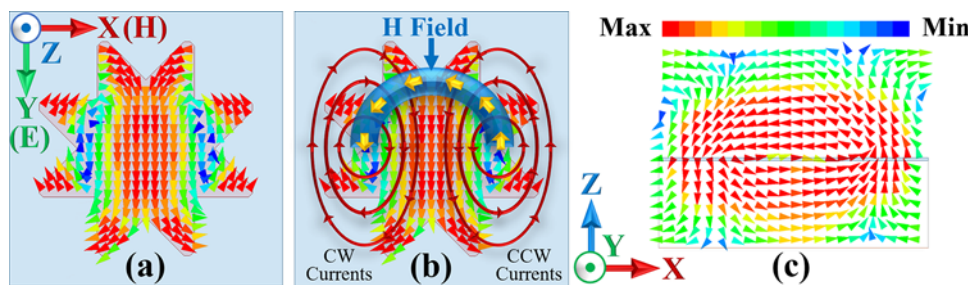 X (H)
Z
Y
(E)
(a)
H Field
CW
Currents
CCW
Currents
(b)
Max
Min
Z
Y
X
(c)